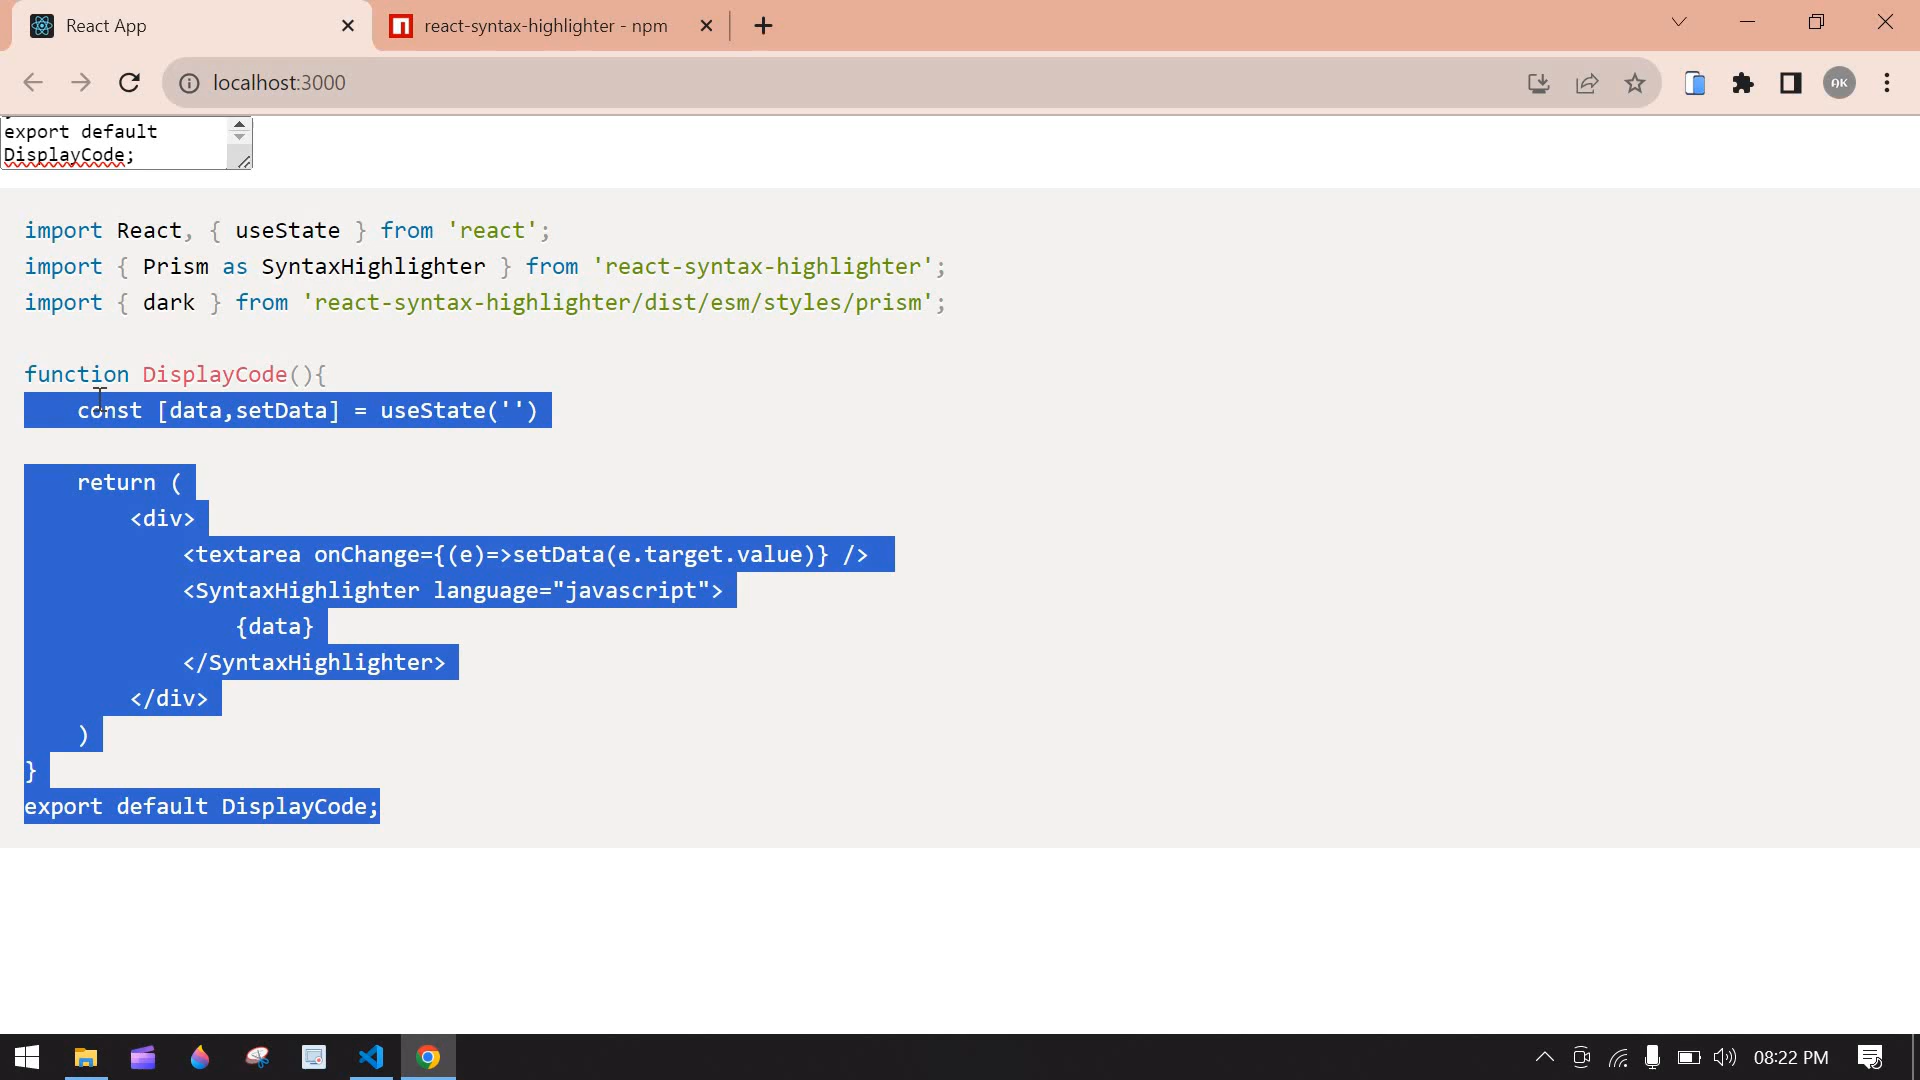 React App
react-syntax-highlighter - npm
localhost:3000
AK
export default
DisplayCode;
import React, { useState } from 'react';
import { Prism as SyntaxHighlighter } from 'react-syntax-highlighter';
import { dark } from 'react-syntax-highlighter/dist/esm/styles/prism';
function DisplayCode(){
    const [data,setData] = useState('')
    return (
        <div>
            <textarea onChange={(e)=>setData(e.target.value)} />
            <SyntaxHighlighter language="javascript">
                {data}
            </SyntaxHighlighter>
        </div>
    )
}
export default DisplayCode;
08:22 PM